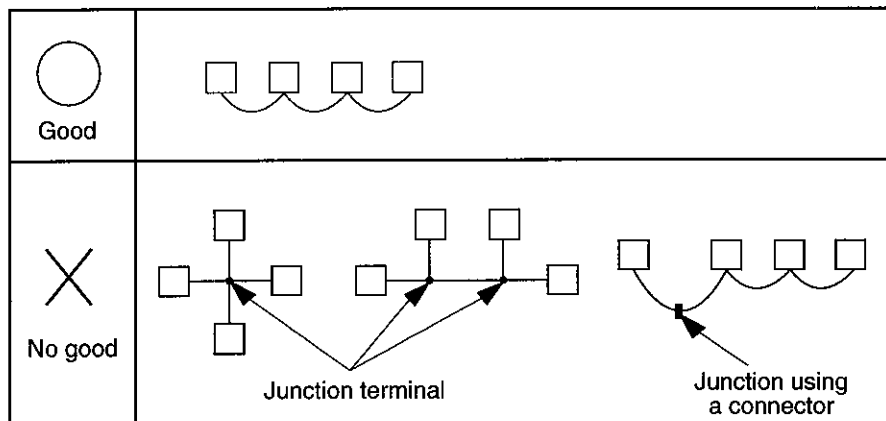 Good
No good
Junction terminal
Junction using
a connector